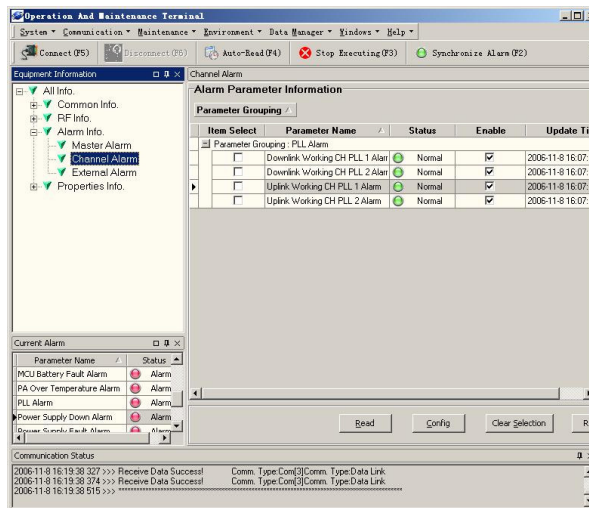 Operation And Maintenance Terminal
System Communication Maintenance Environment Data Manager Windows Help
Connect(F5) Disconnect(F6) Auto-Read(F4) Stop Executing(F3) Synchronize Alarm(F2)
Equipment Information
All Info.
Common Info.
RF Info.
Alarm Info.
Master Alarm
Channel Alarm
External Alarm
Properties Info.
Channel Alarm
Alarm Parameter Information
Parameter Grouping
Item Select Parameter Name Status Enable Update Ti
Parameter Grouping : PLL Alarm
Downlink Working CH PLL 1 Alarr Normal 2006-11-8 16:07:
Downlink Working CH PLL 2 Alarr Normal 2006-11-8 16:07:
Uplink Working CH PLL 1 Alarm Normal 2006-11-8 16:07:
Uplink Working CH PLL 2 Alarm Normal 2006-11-8 16:07:
Current Alarm
Parameter Name Status
MCU Battery Fault Alarm Alarm
PA Over Temperature Alarm Alarm
PLL Alarm Alarm
Power Supply Down Alarm Alarm
Power Supply Fault Alarm Alarm
Read Config Clear Selection R
Communication Status
2006-11-8 16:19:38 327 >>> Receive Data Success! Comm. Type:Com[3]Comm. Type:Data Link
2006-11-8 16:19:38 374 >>> Receive Data Success! Comm. Type:Com[3]Comm. Type:Data Link
2006-11-8 16:19:38 515 >>>